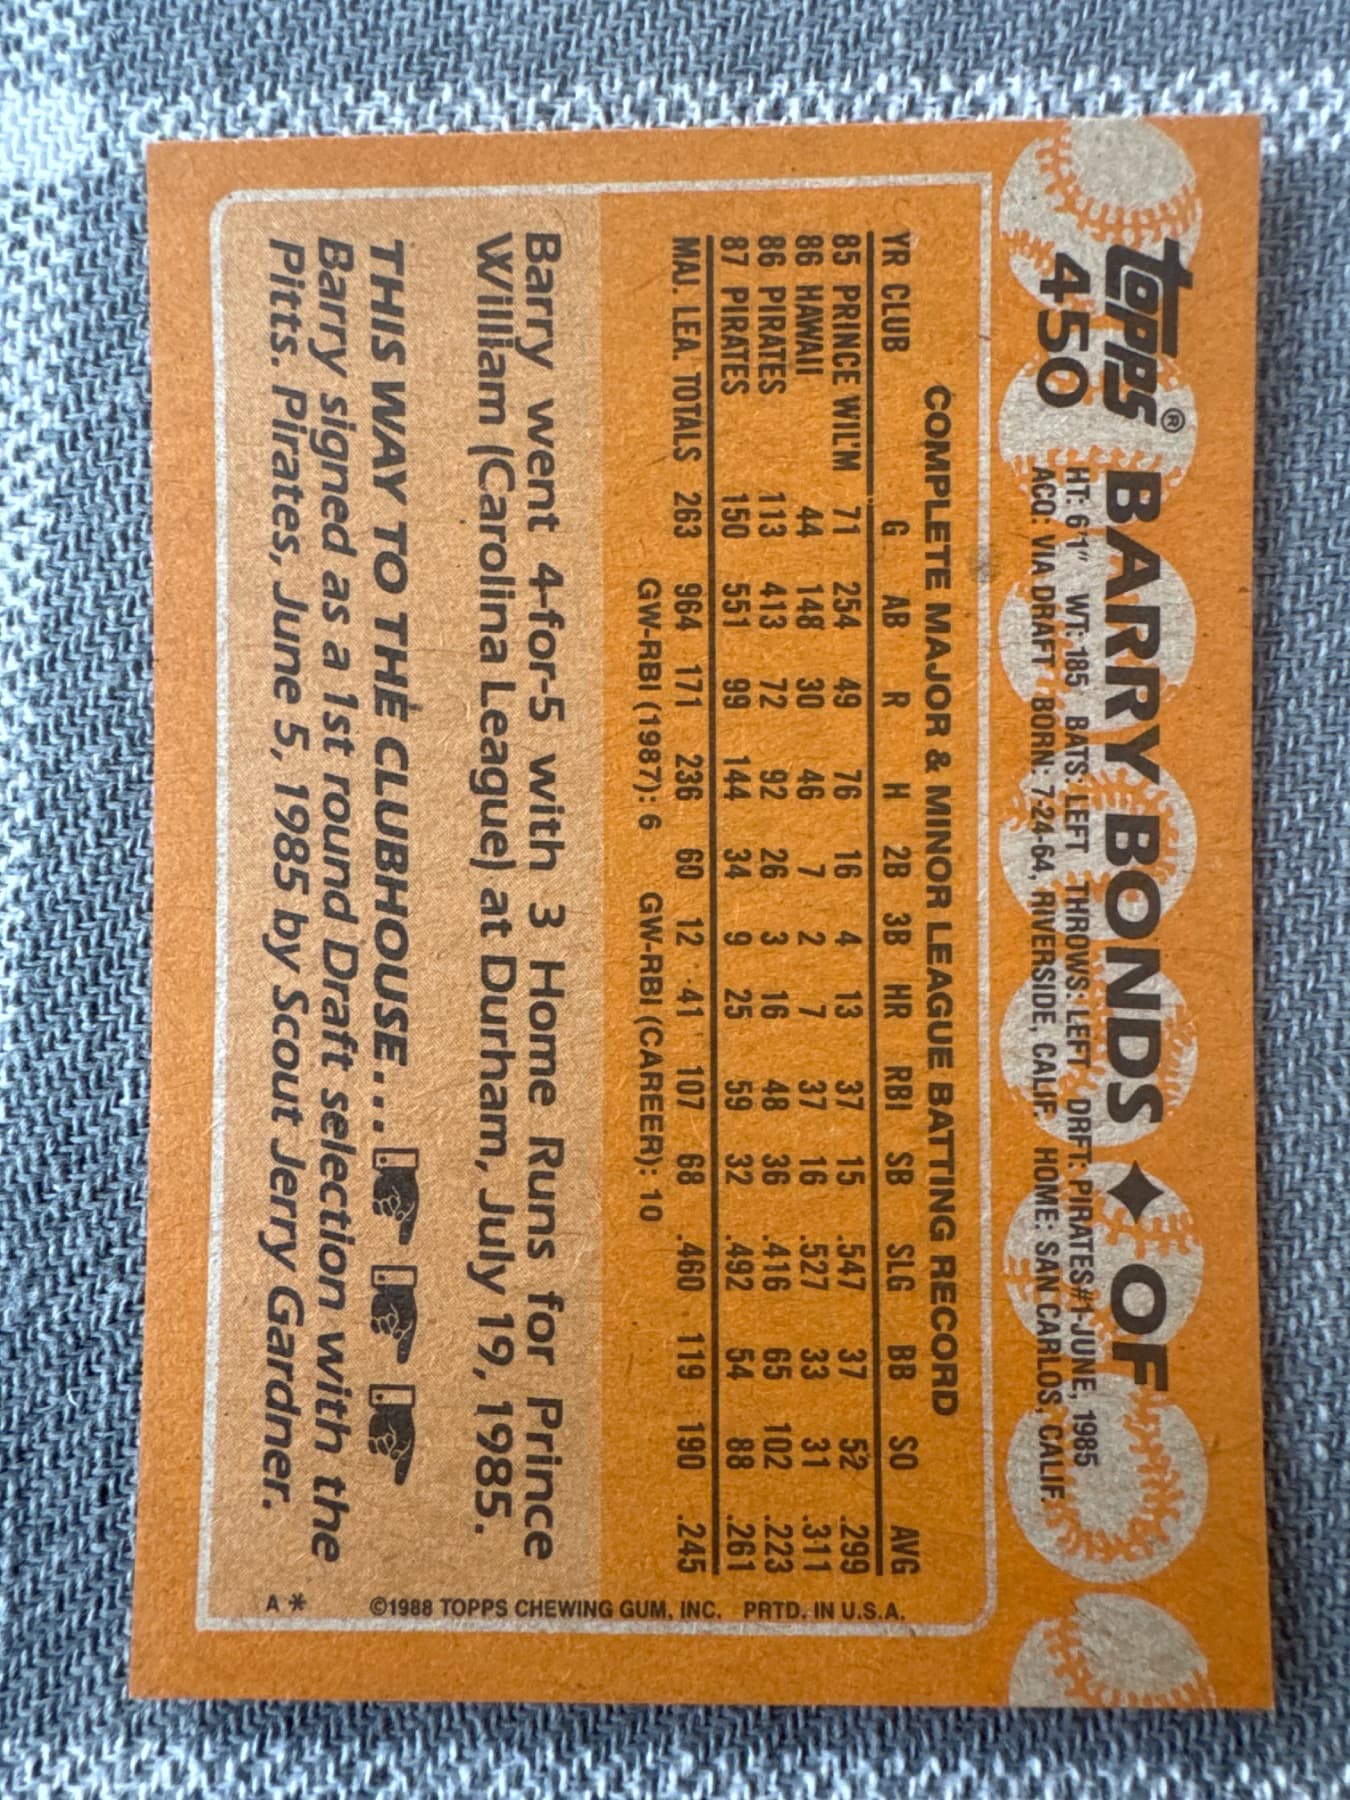 topps® BARRY BONDS ✦ OF
450 HT: 6'1" WT: 185 BATS: LEFT THROWS: LEFT DRFT: PIRATES#1-JUNE, 1985
ACQ: VIA DRAFT BORN: 7-24-64, RIVERSIDE, CALIF. HOME: SAN CARLOS, CALIF.
COMPLETE MAJOR & MINOR LEAGUE BATTING RECORD
YR CLUB G AB R H 2B 3B HR RBI SB SLG BB SO AVG
85 PRINCE WIL'M 71 254 49 76 16 4 13 37 15 .547 37 52 .299
86 HAWAII 44 148 30 46 7 2 7 37 16 .527 33 31 .311
86 PIRATES 113 413 72 92 26 3 16 48 36 .416 65 102 .223
87 PIRATES 150 551 99 144 34 9 25 59 32 .492 54 88 .261
MAJ. LEA. TOTALS 263 964 171 236 60 12 41 107 68 .460 119 190 .245
GW-RBI (1987): 6 GW-RBI (CAREER): 10
Barry went 4-for-5 with 3 Home Runs for Prince
William (Carolina League) at Durham, July 19, 1985.
THIS WAY TO THE CLUBHOUSE...
Barry signed as a 1st round Draft selection with the
Pitts. Pirates, June 5, 1985 by Scout Jerry Gardner.
©1988 TOPPS CHEWING GUM, INC. PRTD. IN U.S.A.
A*